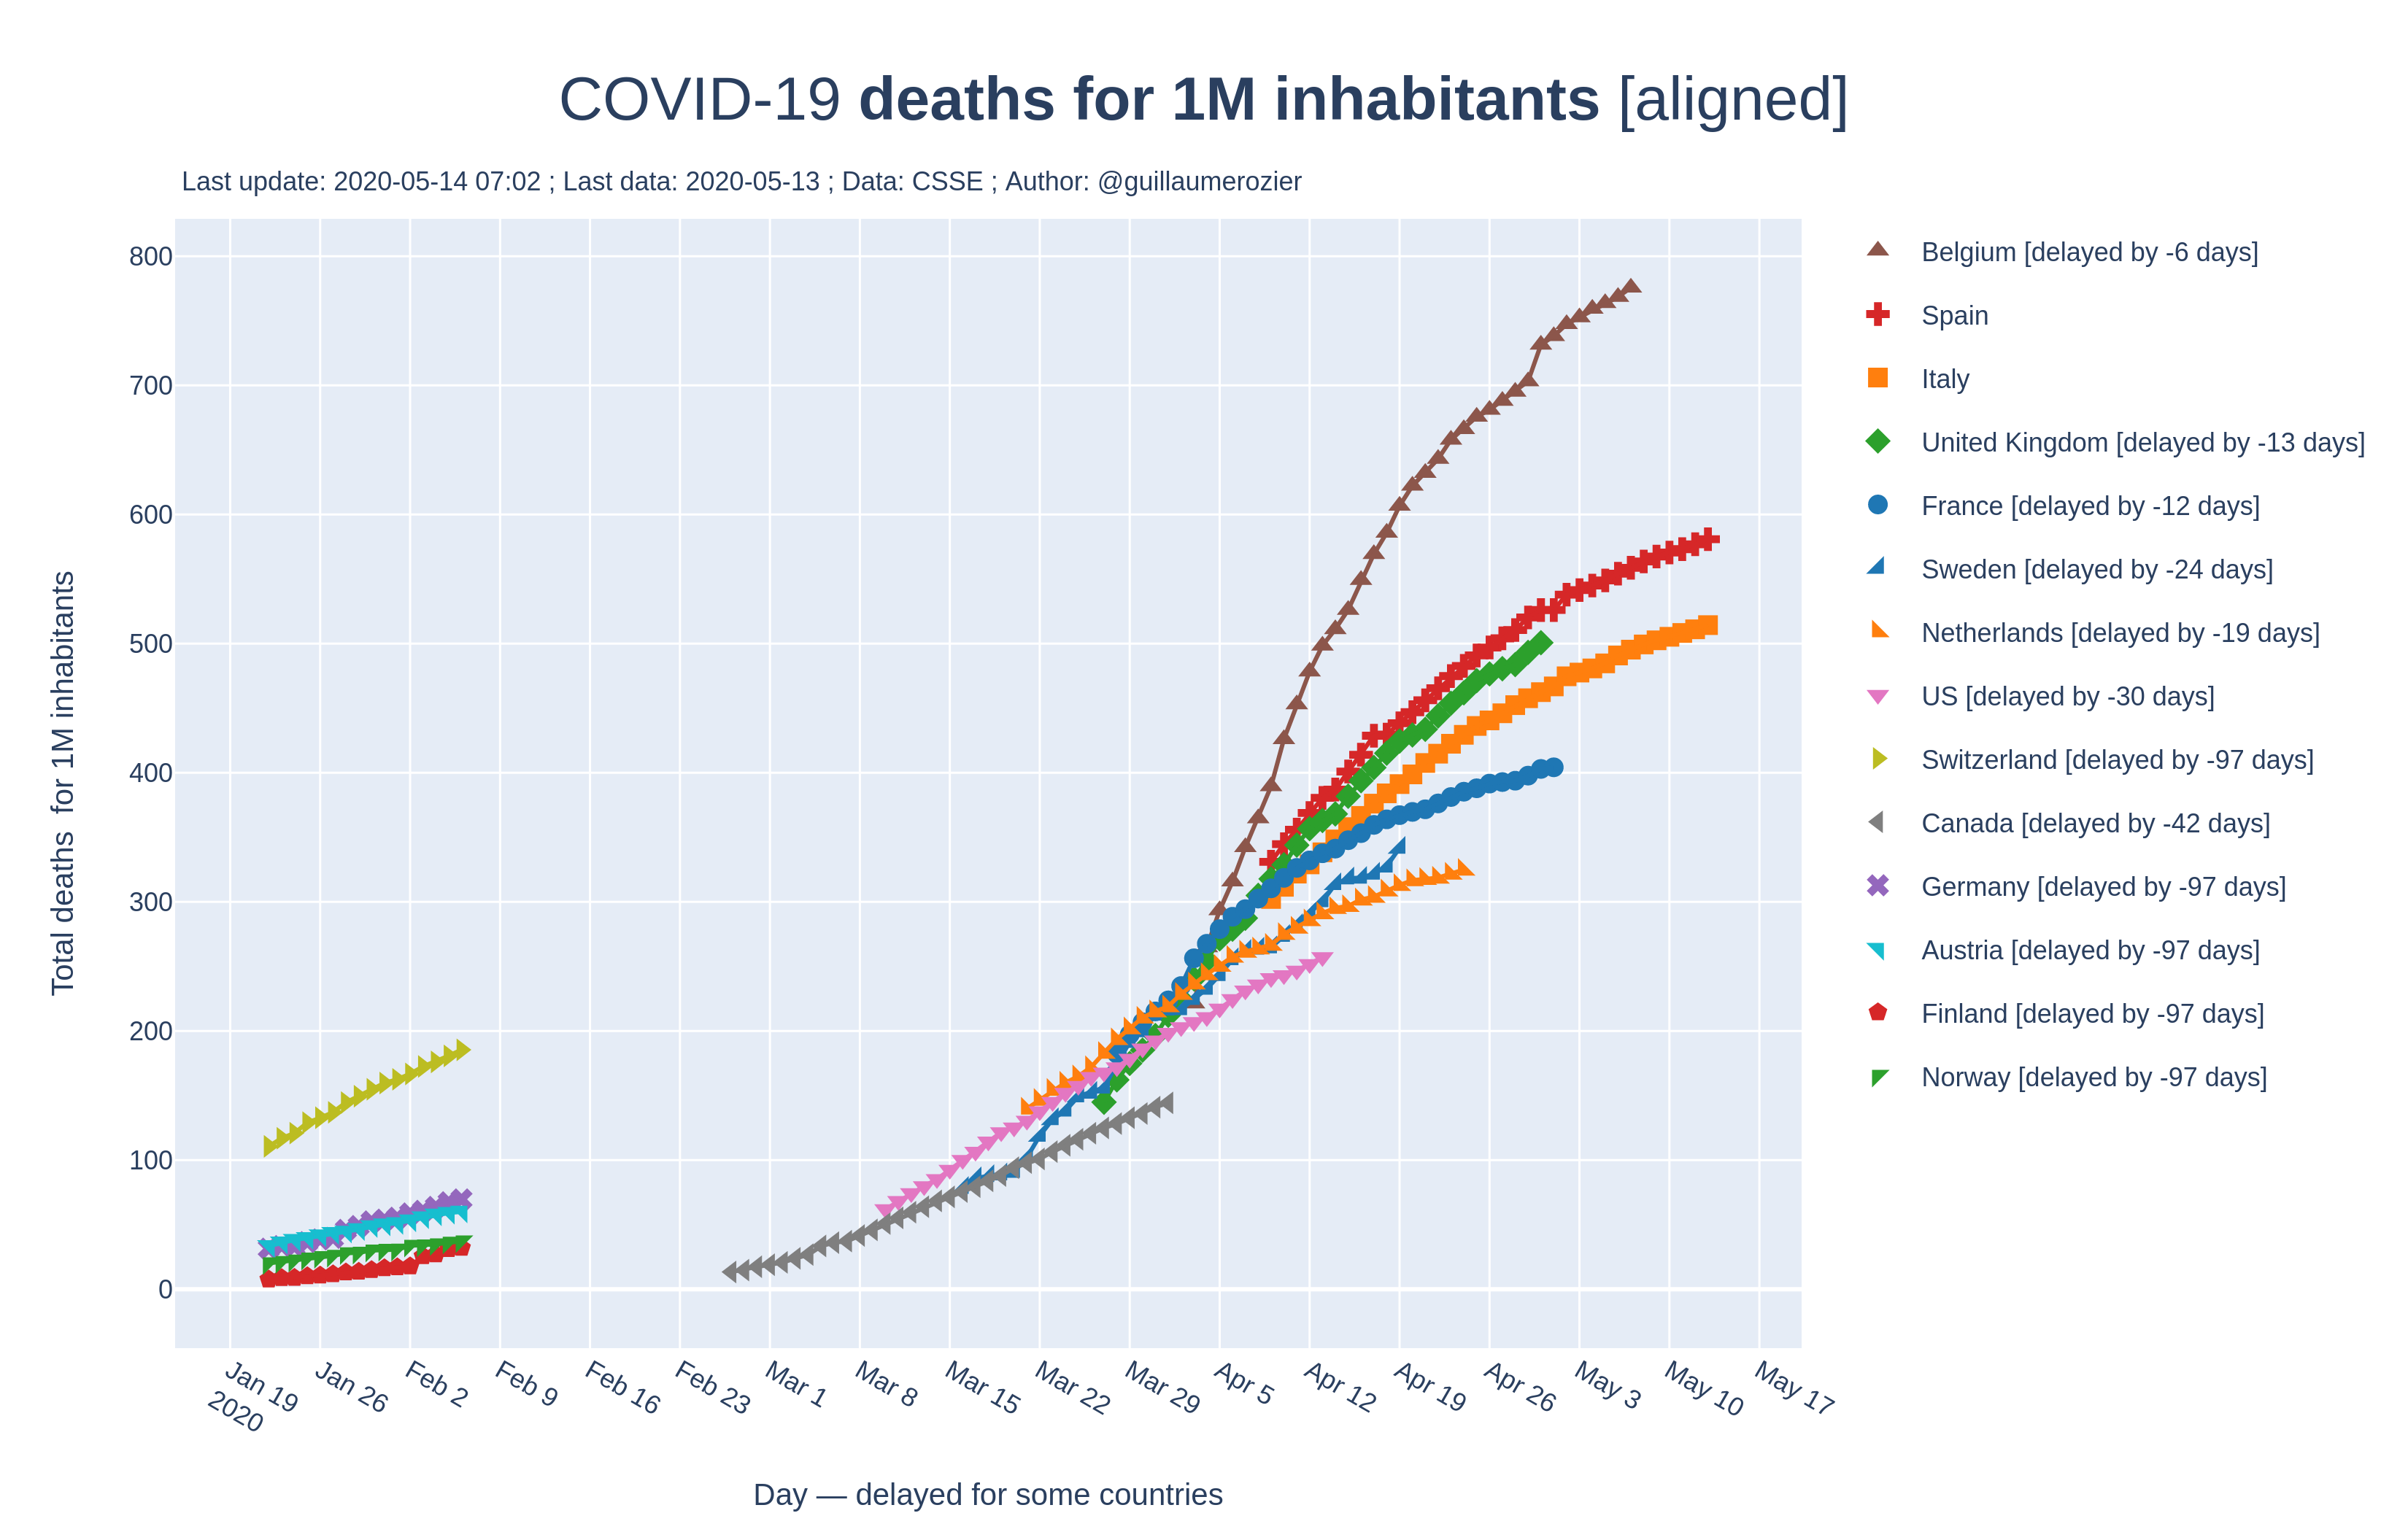 COVID-19 deaths for 1M inhabitants [aligned]
Last update: 2020-05-14 07:02 ; Last data: 2020-05-13 ; Data: CSSE ; Author: @guillaumerozier
Total deaths for 1M inhabitants
800
700
600
500
400
300
200
100
0
Jan 19
2020
Jan 26
Feb 2
Feb 9
Feb 16
Feb 23
Mar 1
Mar 8
Mar 15
Mar 22
Mar 29
Apr 5
Apr 12
Apr 19
Apr 26
May 3
May 10
May 17
Day — delayed for some countries
Belgium [delayed by -6 days]
Spain
Italy
United Kingdom [delayed by -13 days]
France [delayed by -12 days]
Sweden [delayed by -24 days]
Netherlands [delayed by -19 days]
US [delayed by -30 days]
Switzerland [delayed by -97 days]
Canada [delayed by -42 days]
Germany [delayed by -97 days]
Austria [delayed by -97 days]
Finland [delayed by -97 days]
Norway [delayed by -97 days]